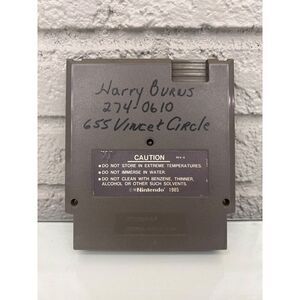 Harry Burns
274 0610
655 Vincet Circle
CAUTION
REV-A
• DO NOT STORE IN EXTREME TEMPERATURES.
• DO NOT IMMERSE IN WATER.
• DO NOT CLEAN WITH BENZENE, THINNER,
ALCOHOL OR OTHER SUCH SOLVENTS.
©Nintendo 1985